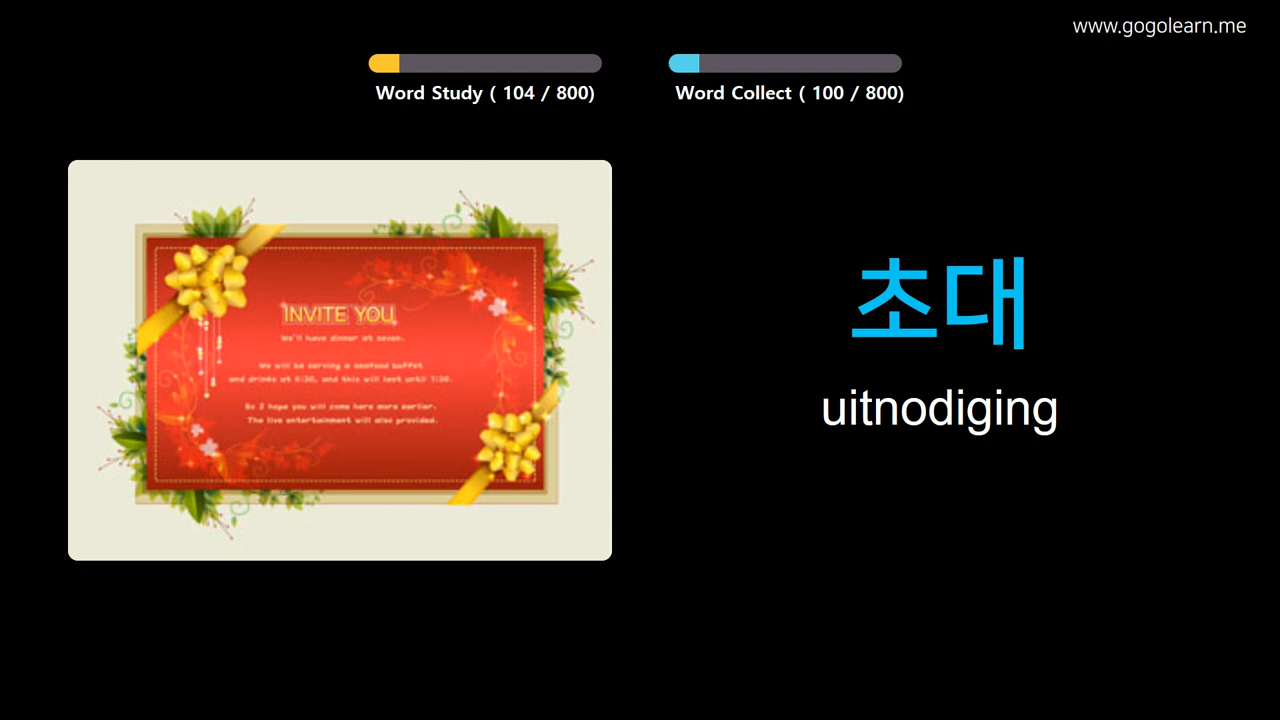 www.gogolearn.me
Word Study ( 104 / 800)
Word Collect ( 100 / 800)
INVITE YOU
We'll have dinner at seven.
We will be serving a seafood buffet
and drinks at 6:30, and this will last until 7:30.
So I hope you will come here more earlier.
The live entertainment will also provided.
초대
uitnodiging